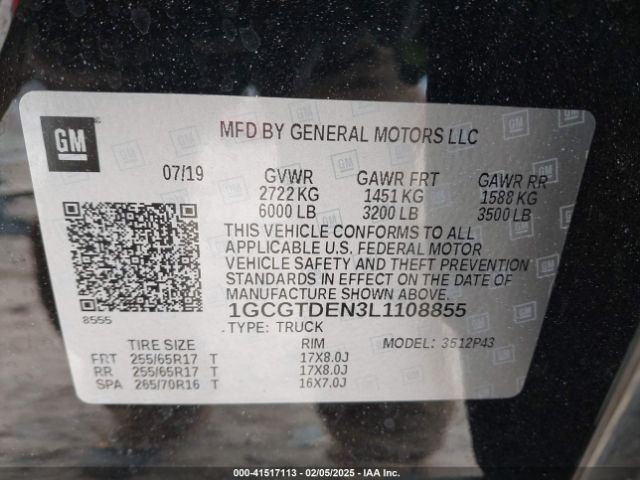 GM
MFD BY GENERAL MOTORS LLC
07/19 GVWR GAWR FRT GAWR RR
2722 KG 1451 KG 1588 KG
6000 LB 3200 LB 3500 LB
THIS VEHICLE CONFORMS TO ALL
APPLICABLE U.S. FEDERAL MOTOR
VEHICLE SAFETY AND THEFT PREVENTION
STANDARDS IN EFFECT ON THE DATE OF
MANUFACTURE SHOWN ABOVE.
8555 1GCGTDEN3L1108855
TYPE: TRUCK
TIRE SIZE RIM MODEL: 3512P43
FRT 255/65R17 T 17X8.0J
RR 255/65R17 T 17X8.0J
SPA 265/70R16 T 16X7.0J
000-41517113 — 02/05/2025 — IAA Inc.